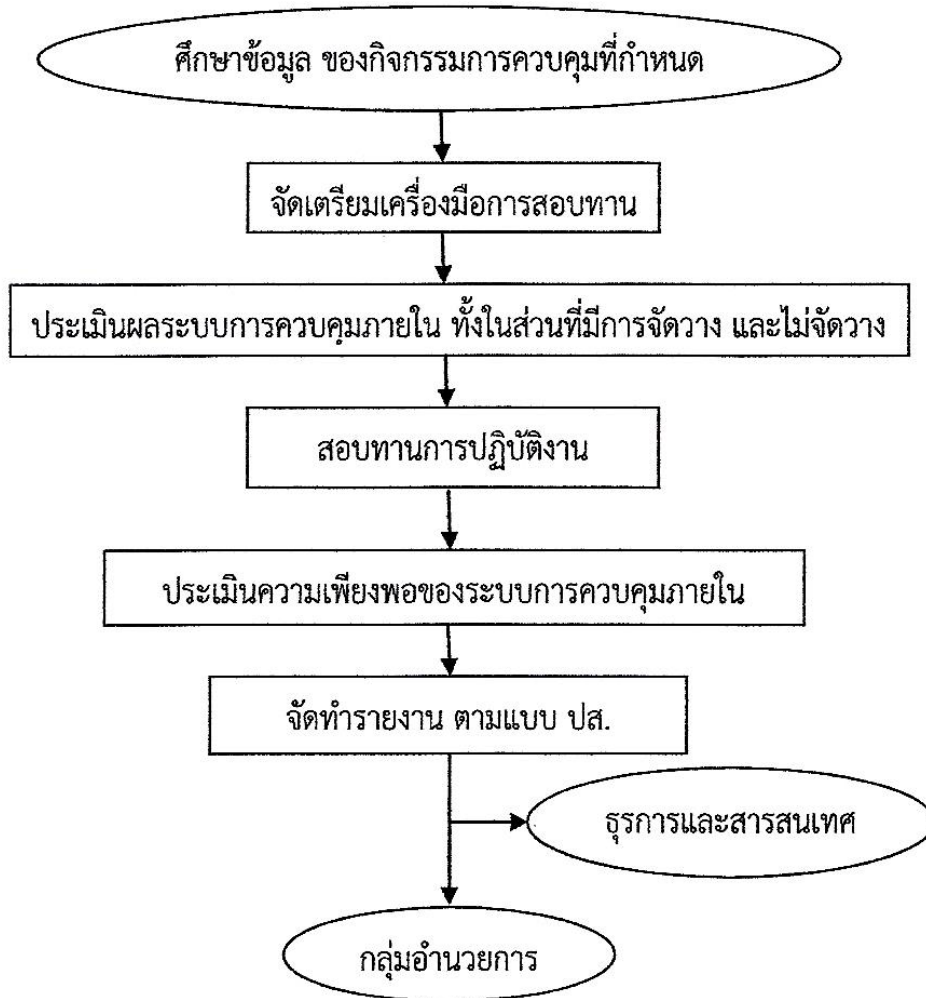 ศึกษาข้อมูล ของกิจกรรมการควบคุมที่กำหนด
จัดเตรียมเครื่องมือการสอบทาน
ประเมินผลระบบการควบคุมภายใน ทั้งในส่วนที่มีการจัดวาง และไม่จัดวาง
สอบทานการปฏิบัติงาน
ประเมินความเพียงพอของระบบการควบคุมภายใน
จัดทำรายงาน ตามแบบ ปส.
ธุรการและสารสนเทศ
กลุ่มอำนวยการ